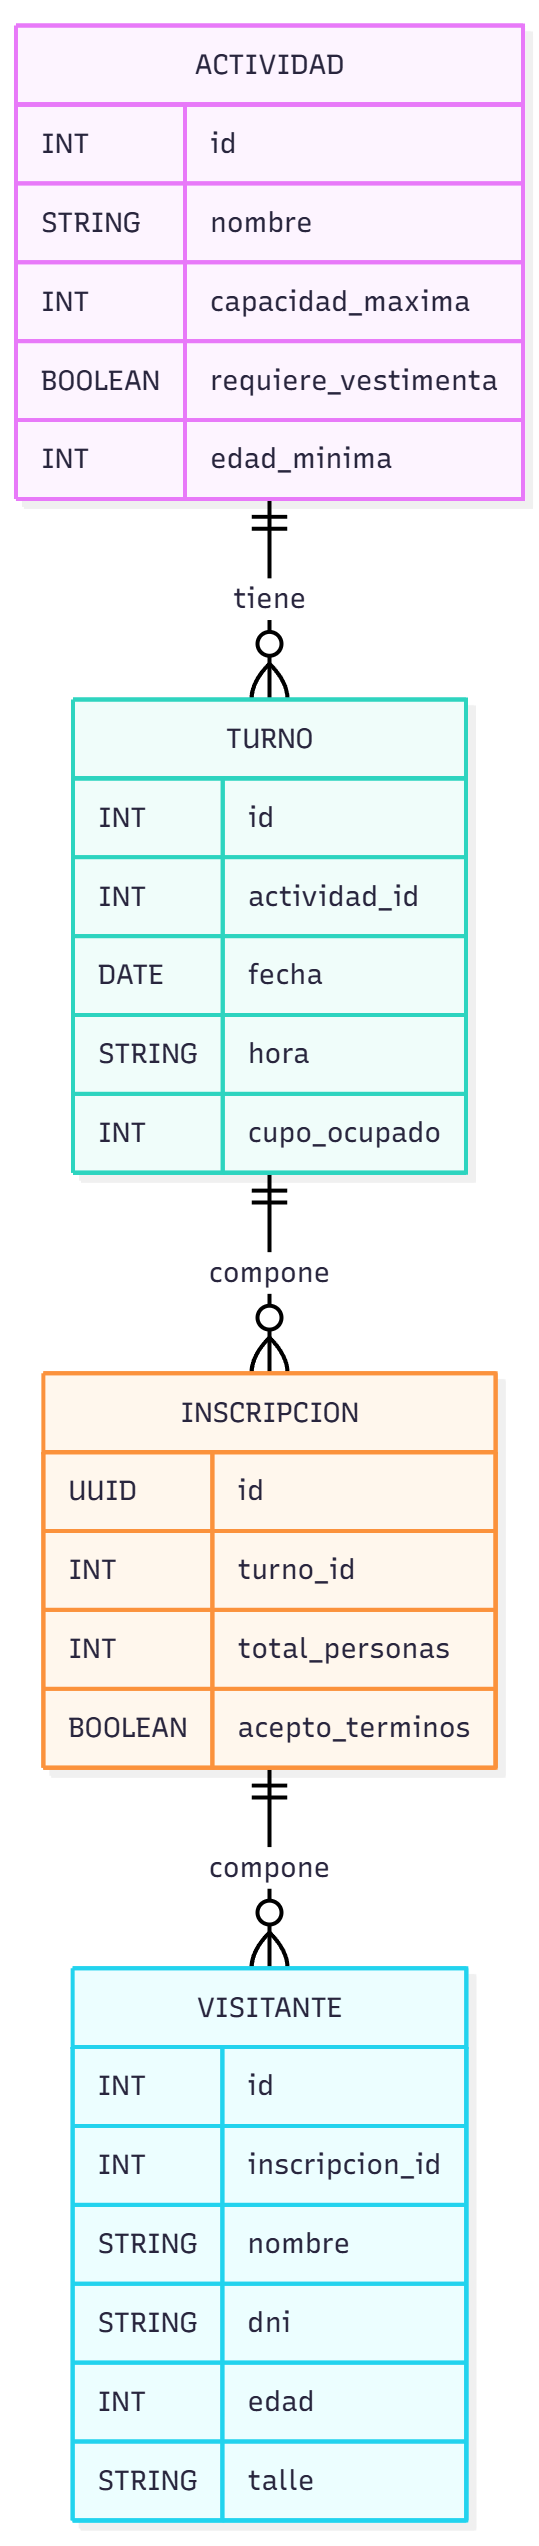 ACTIVIDAD
INT id
STRING nombre
INT capacidad_maxima
BOOLEAN requiere_vestimenta
INT edad_minima
tiene
TURNO
INT id
INT actividad_id
DATE fecha
STRING hora
INT cupo_ocupado
compone
INSCRIPCION
UUID id
INT turno_id
INT total_personas
BOOLEAN acepto_terminos
compone
VISITANTE
INT id
INT inscripcion_id
STRING nombre
STRING dni
INT edad
STRING talle